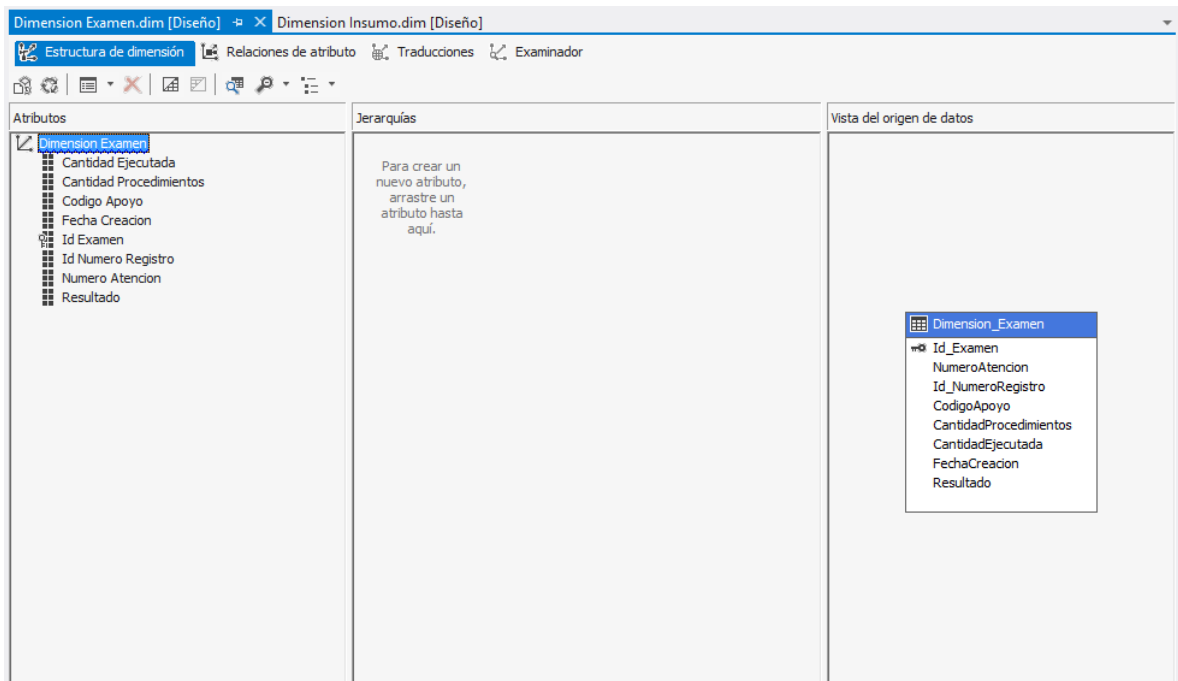 Dimension Examen.dim [Diseño] Dimension Insumo.dim [Diseño]
Estructura de dimensión Relaciones de atributo Traducciones Examinador
Atributos
Dimension Examen
Cantidad Ejecutada
Cantidad Procedimientos
Codigo Apoyo
Fecha Creacion
Id Examen
Id Numero Registro
Numero Atencion
Resultado
Jerarquías
Para crear un
nuevo atributo,
arrastre un
atributo hasta
aquí.
Vista del origen de datos
Dimension_Examen
Id_Examen
NumeroAtencion
Id_NumeroRegistro
CodigoApoyo
CantidadProcedimientos
CantidadEjecutada
FechaCreacion
Resultado